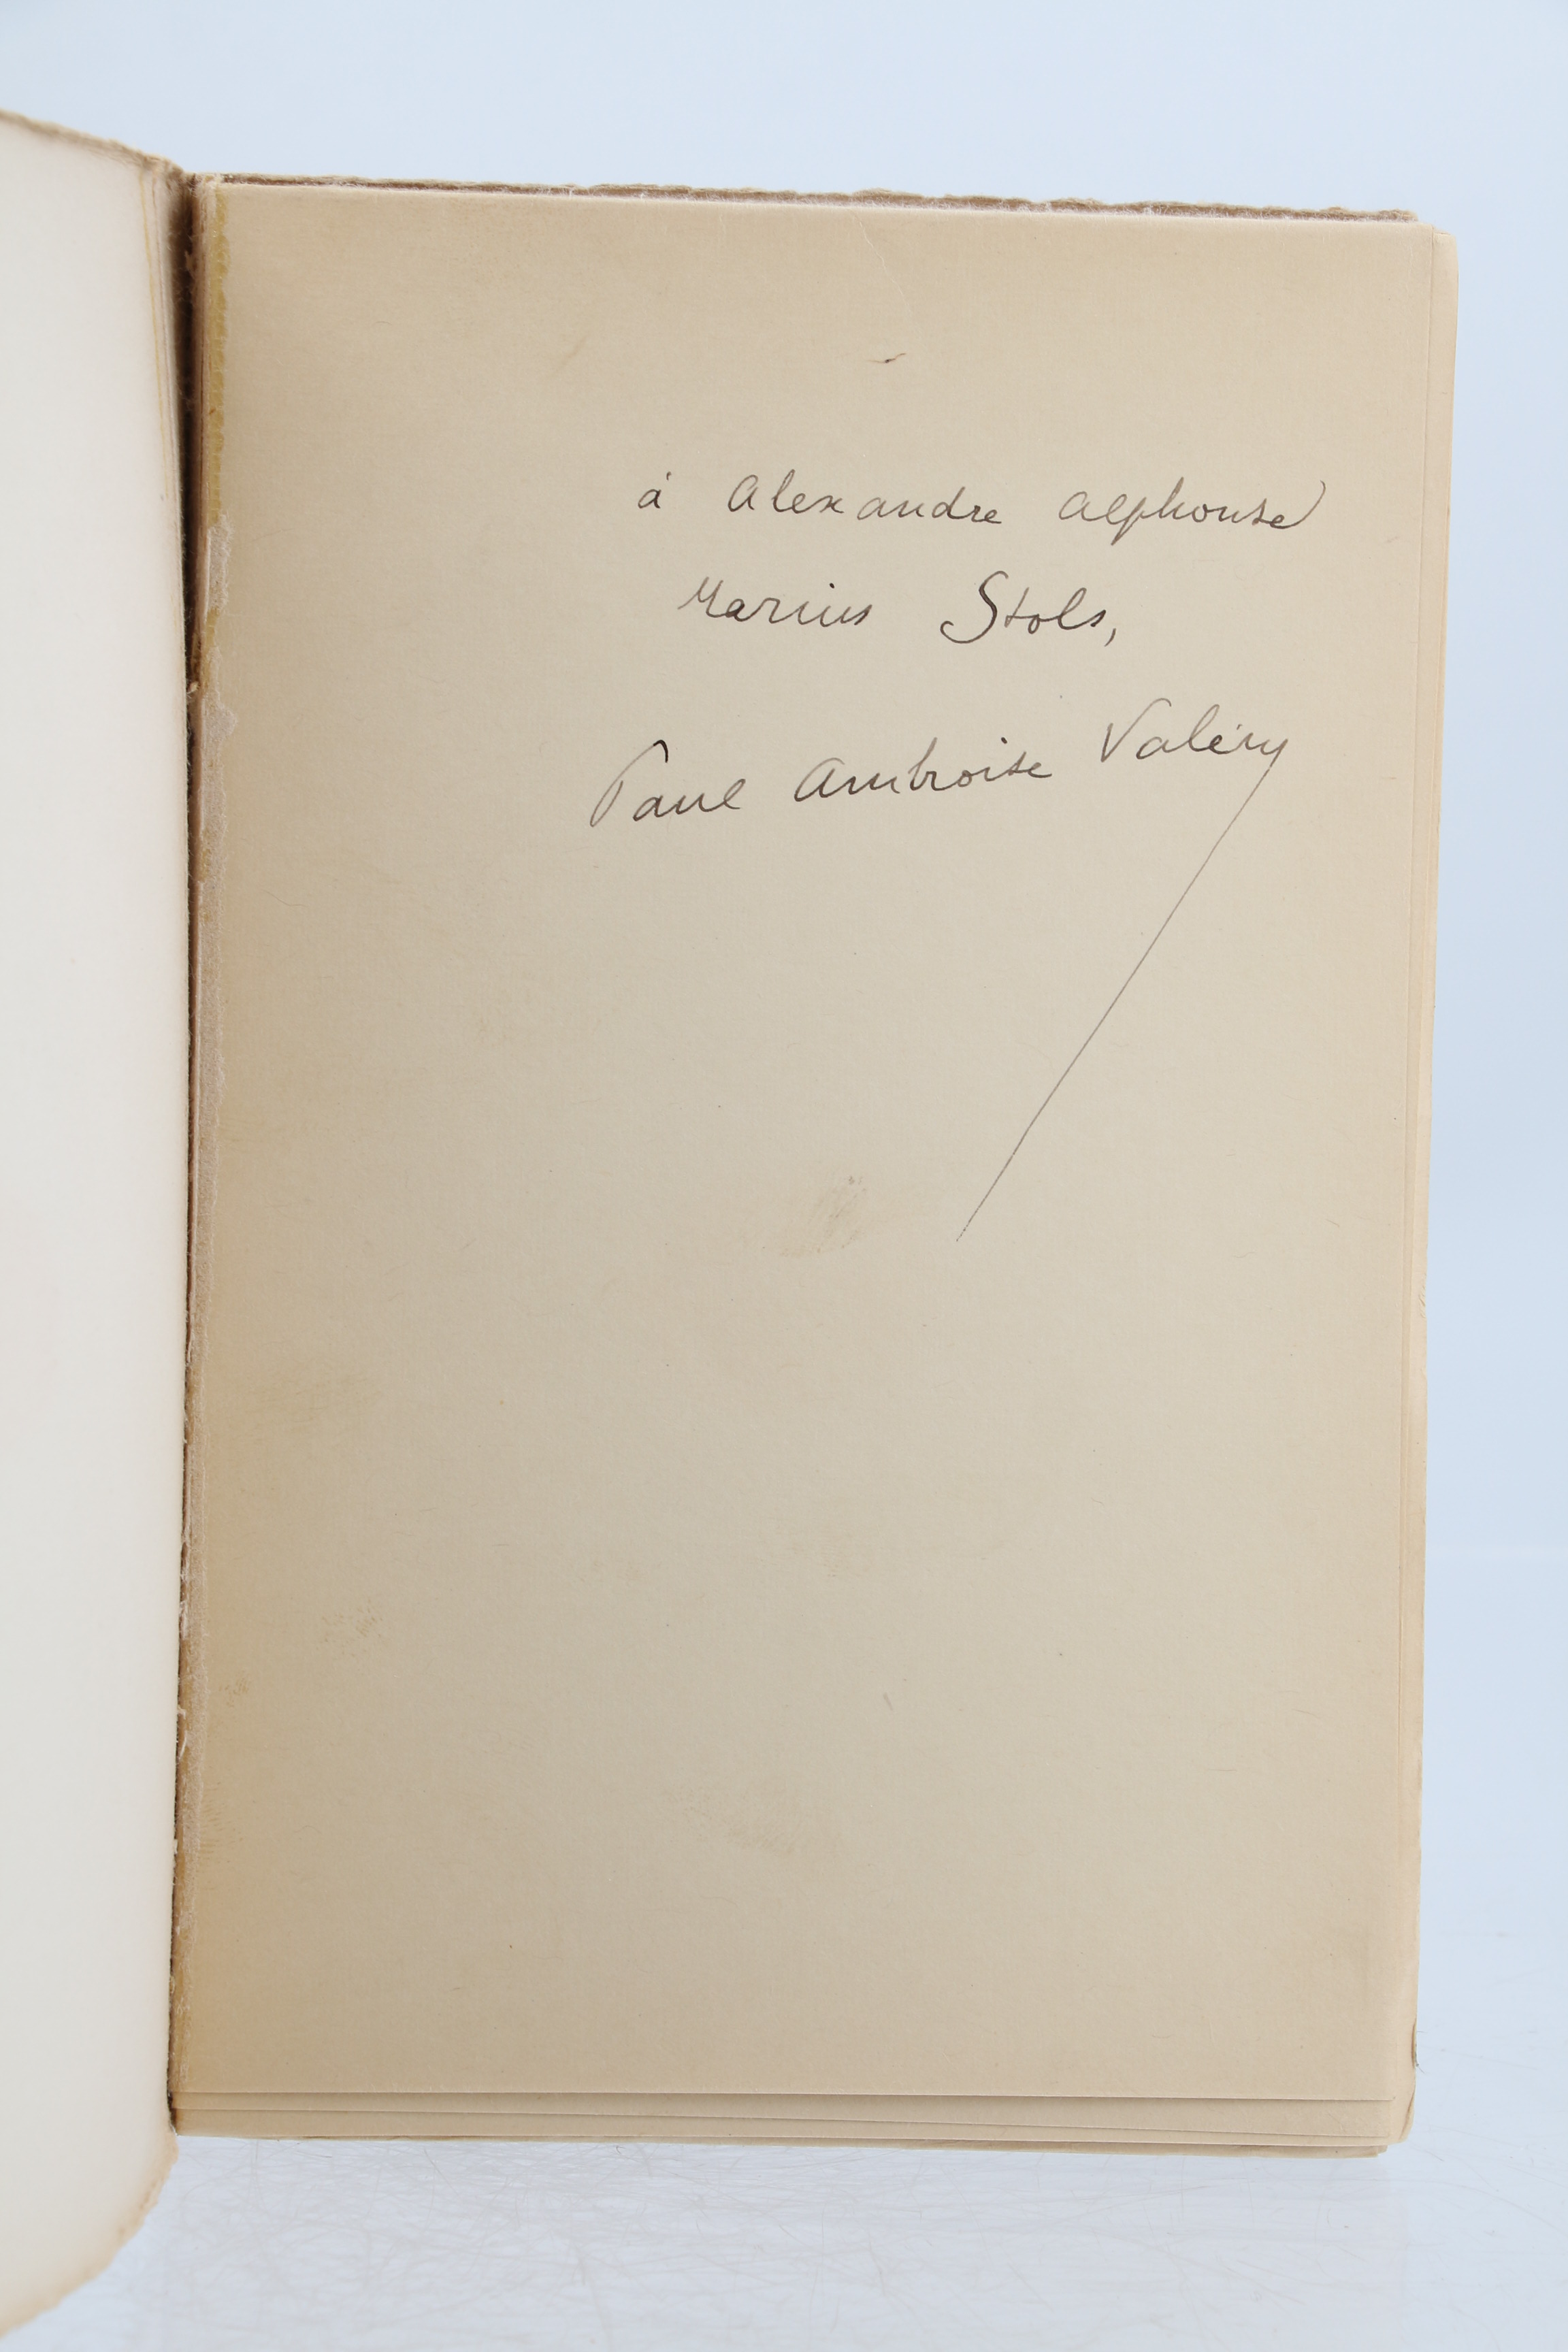 à Alexandre Alphonse
Marius Stols,
Paul Ambroise Valéry